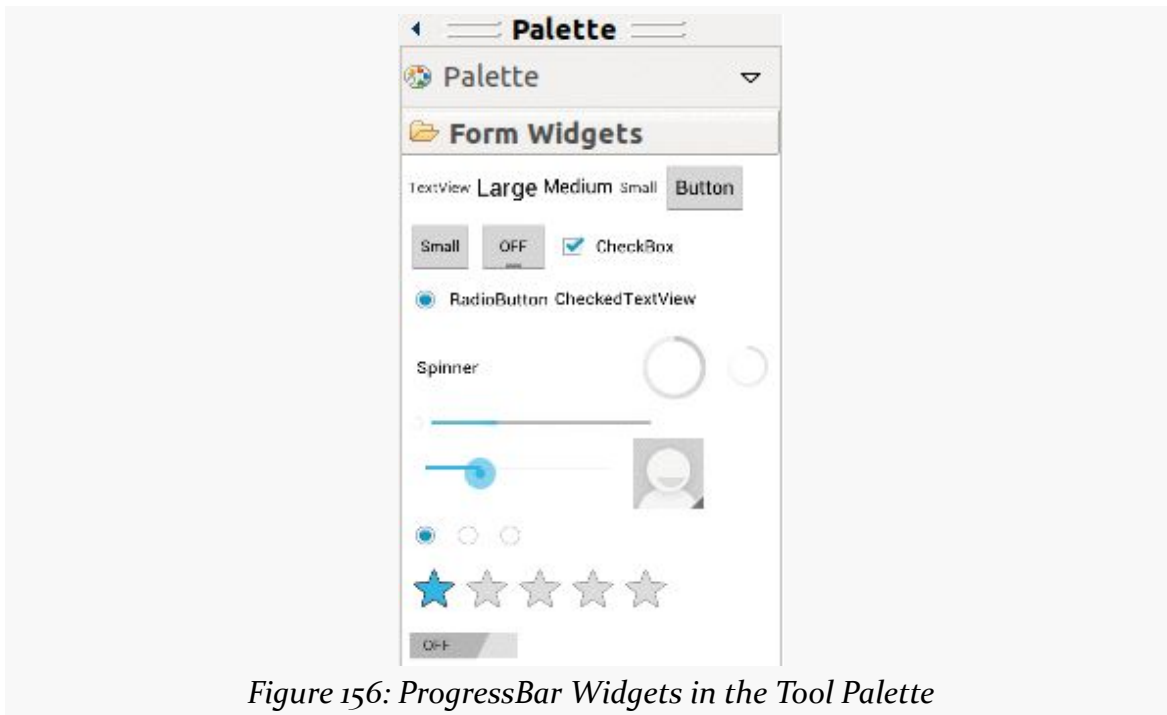 Palette
Palette
Form Widgets
TextView Large Medium Small Button
Small OFF CheckBox
RadioButton CheckedTextView
Spinner
OFF
Figure 156: ProgressBar Widgets in the Tool Palette